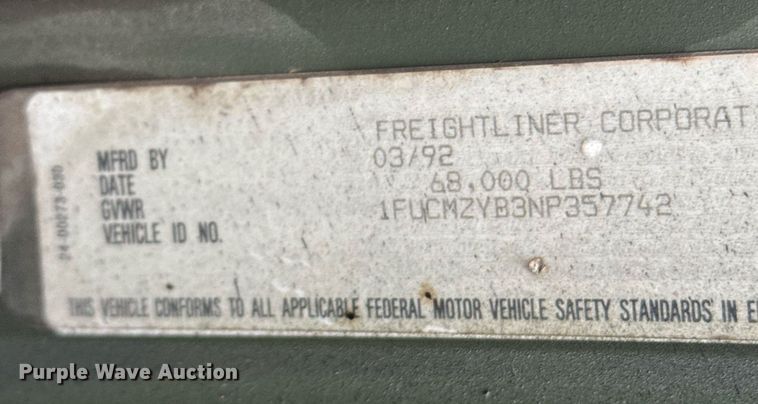 MFRD BY FREIGHTLINER CORPORAT
DATE 03/92
GVWR 68,000 LBS
VEHICLE ID NO. 1FUCMZYB3NP357742
24-00273-030
THIS VEHICLE CONFORMS TO ALL APPLICABLE FEDERAL MOTOR VEHICLE SAFETY STANDARDS IN E
Purple Wave Auction